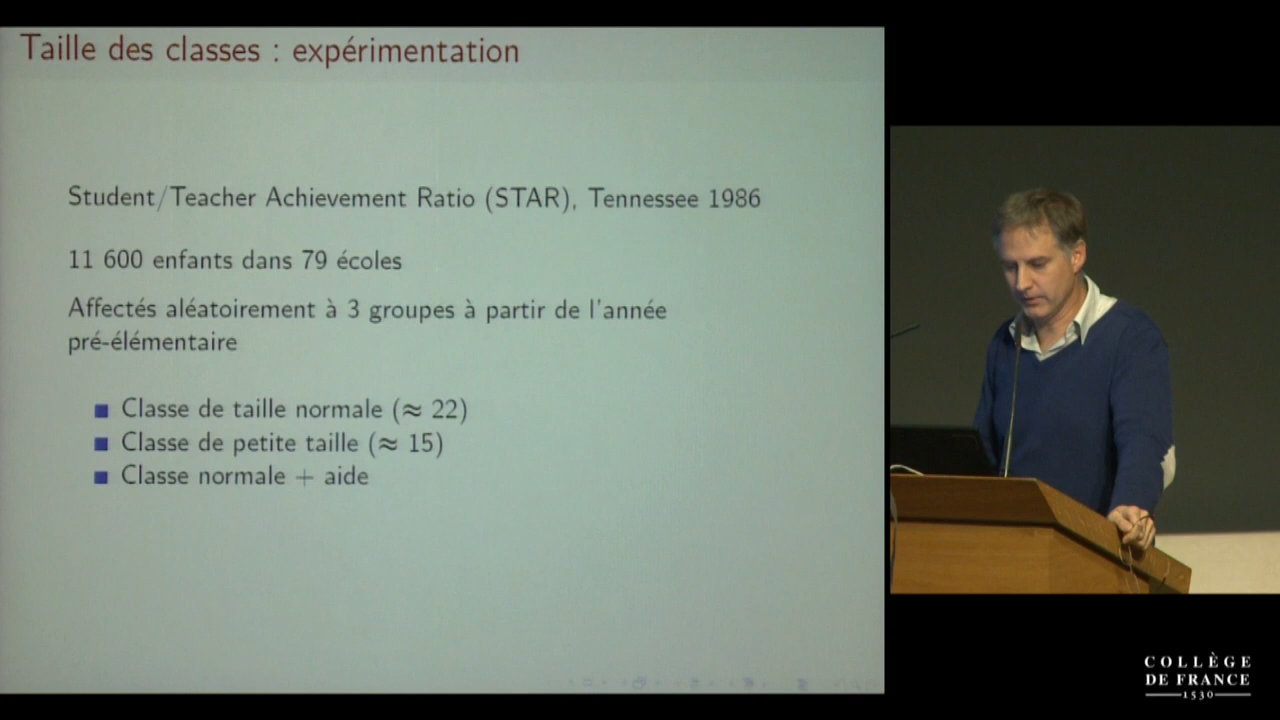 Taille des classes : expérimentation
Student/Teacher Achievement Ratio (STAR), Tennessee 1986
11 600 enfants dans 79 écoles
Affectés aléatoirement à 3 groupes à partir de l'année
pré-élémentaire
Classe de taille normale (≈ 22)
Classe de petite taille (≈ 15)
Classe normale + aide
COLLÈGE
DE FRANCE
1530